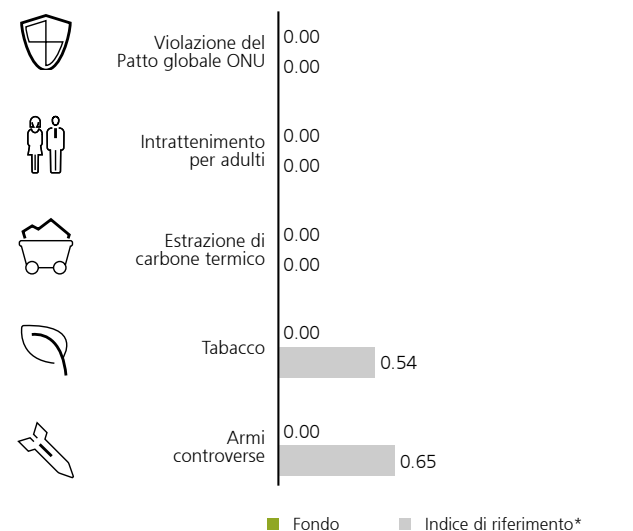 Violazione del
Patto globale ONU
0.00
0.00
Intrattenimento
per adulti
0.00
0.00
Estrazione di
carbone termico
0.00
0.00
Tabacco
0.00
0.54
Armi
controverse
0.00
0.65
Fondo
Indice di riferimento*